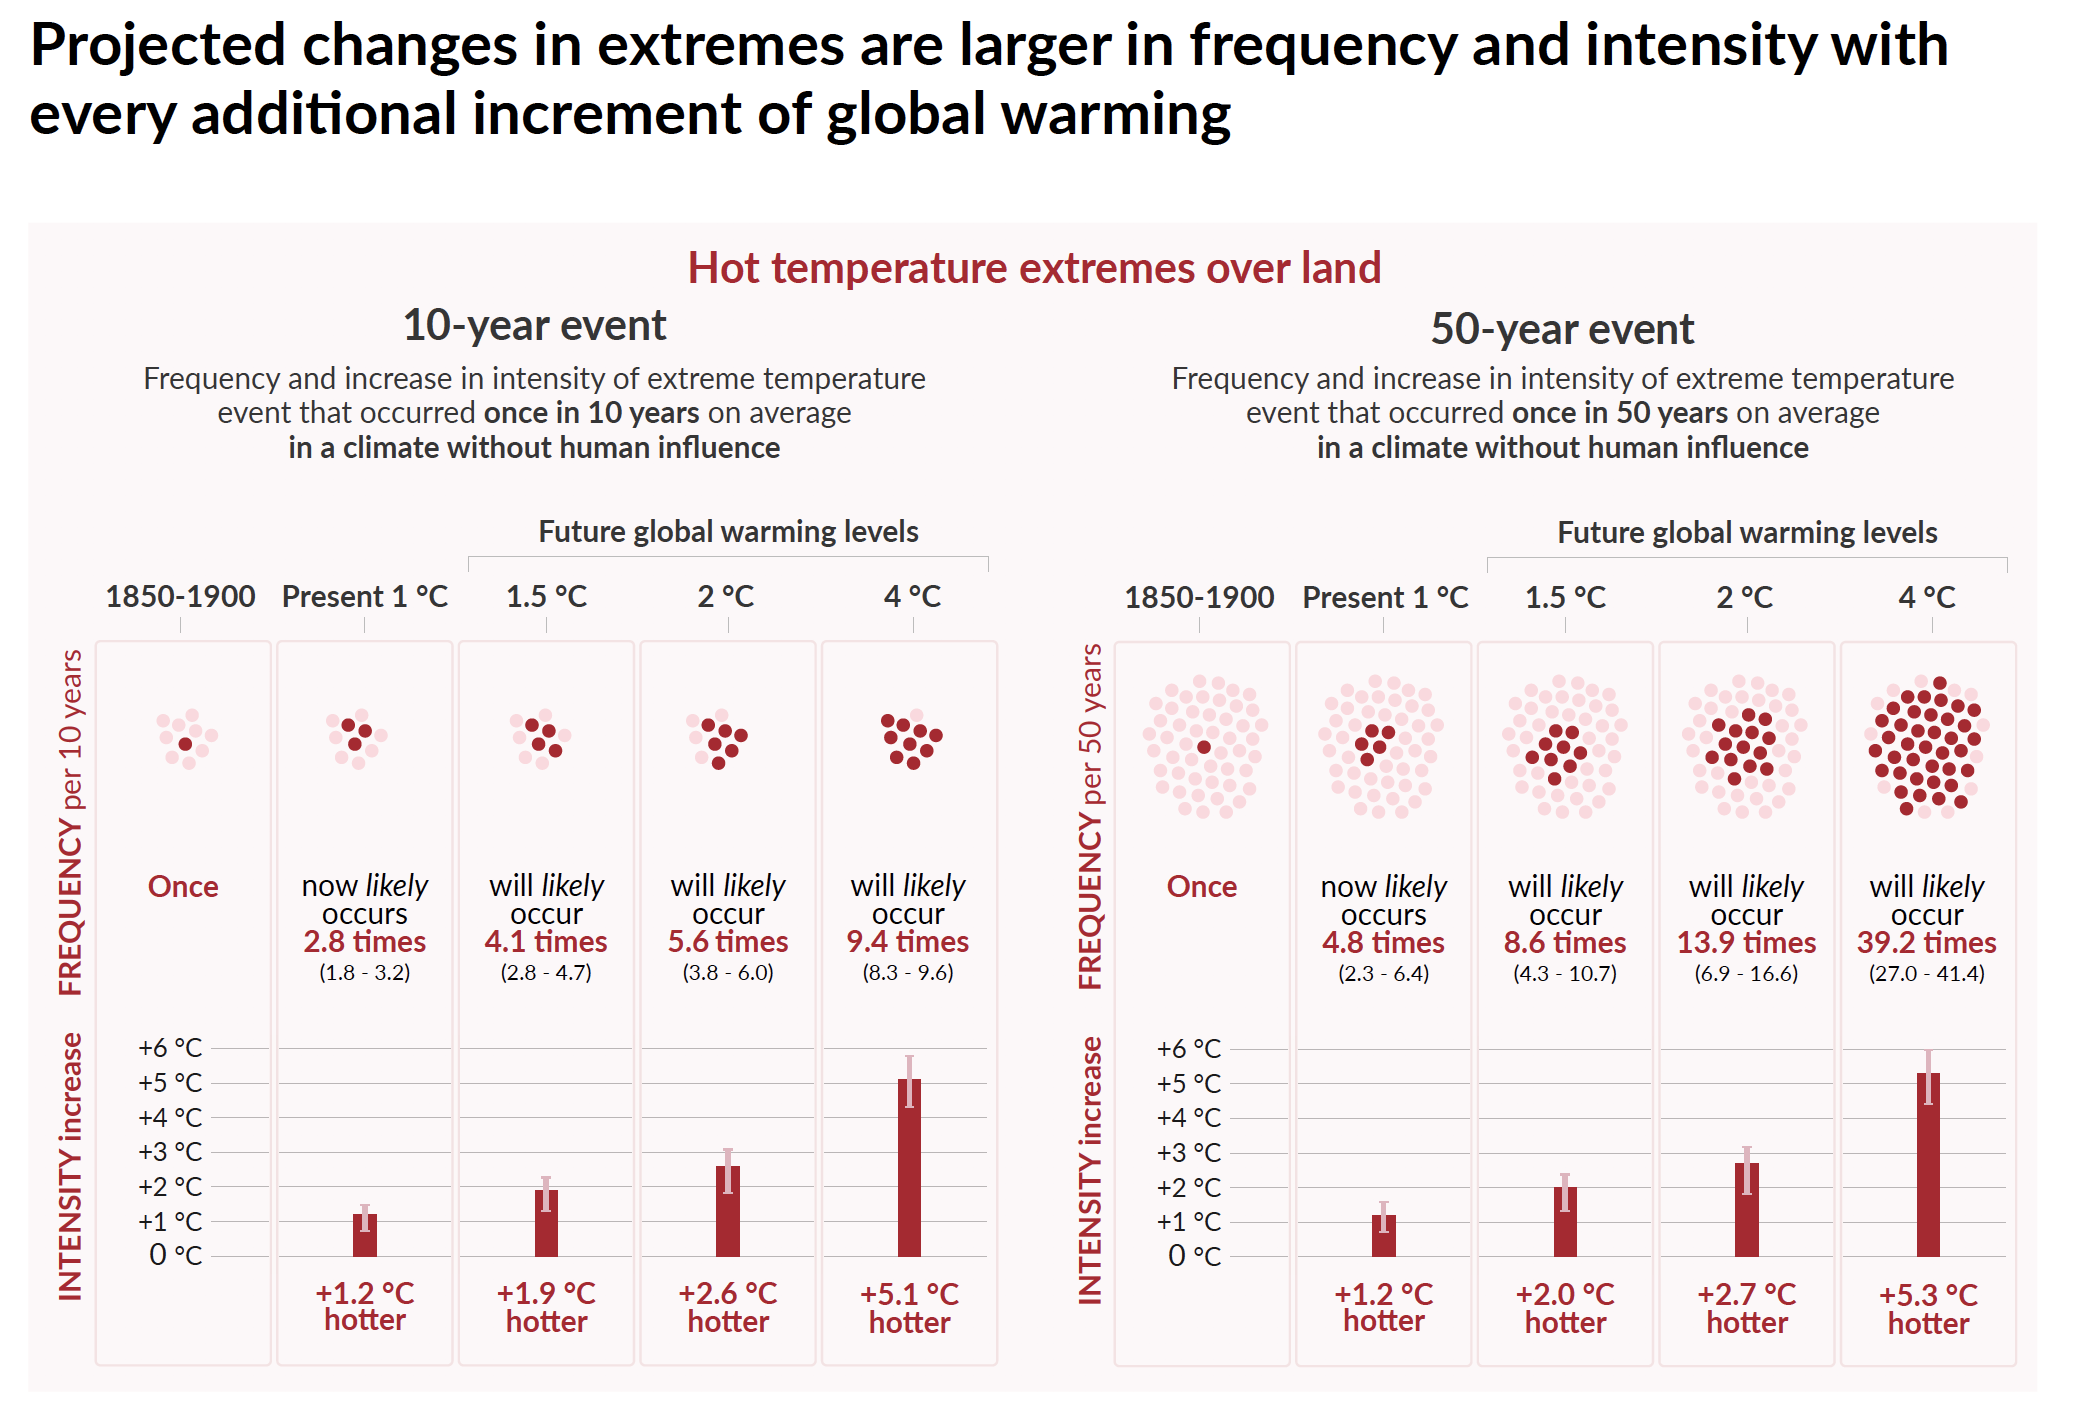 Projected changes in extremes are larger in frequency and intensity with
every additional increment of global warming
Hot temperature extremes over land
10-year event
Frequency and increase in intensity of extreme temperature
event that occurred once in 10 years on average
in a climate without human influence
Future global warming levels
1850-1900
Present 1 °C
1.5 °C
2 °C
4 °C
FREQUENCY per 10 years
Once
now likely
occurs
2.8 times
(1.8 - 3.2)
will likely
occur
4.1 times
(2.8 - 4.7)
will likely
occur
5.6 times
(3.8 - 6.0)
will likely
occur
9.4 times
(8.3 - 9.6)
INTENSITY increase
+6 °C
+5 °C
+4 °C
+3 °C
+2 °C
+1 °C
0 °C
+1.2 °C
hotter
+1.9 °C
hotter
+2.6 °C
hotter
+5.1 °C
hotter
50-year event
Frequency and increase in intensity of extreme temperature
event that occurred once in 50 years on average
in a climate without human influence
Future global warming levels
1850-1900
Present 1 °C
1.5 °C
2 °C
4 °C
FREQUENCY per 50 years
Once
now likely
occurs
4.8 times
(2.3 - 6.4)
will likely
occur
8.6 times
(4.3 - 10.7)
will likely
occur
13.9 times
(6.9 - 16.6)
will likely
occur
39.2 times
(27.0 - 41.4)
INTENSITY increase
+6 °C
+5 °C
+4 °C
+3 °C
+2 °C
+1 °C
0 °C
+1.2 °C
hotter
+2.0 °C
hotter
+2.7 °C
hotter
+5.3 °C
hotter